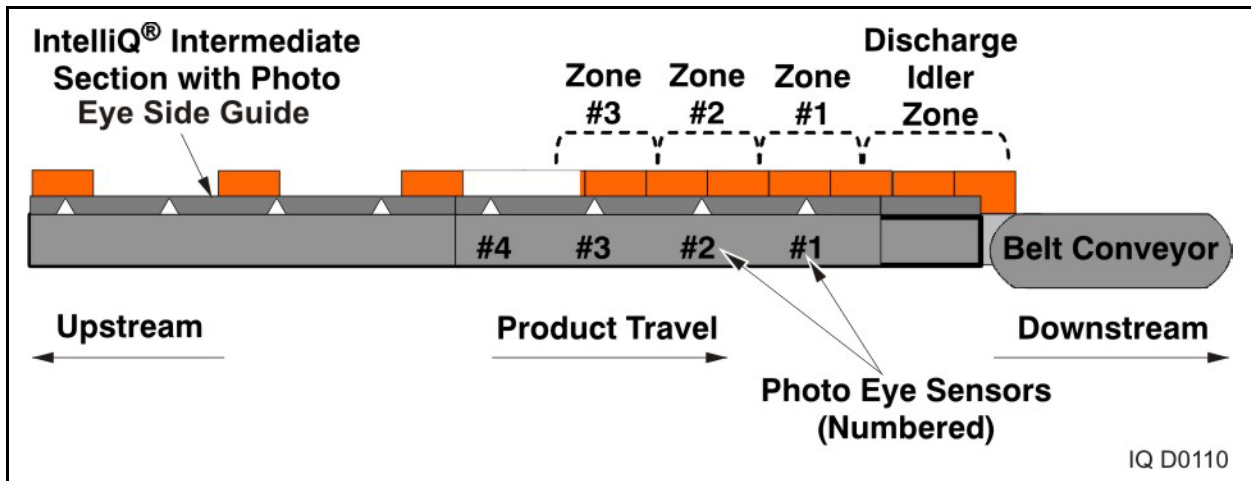 IntelliQ® Intermediate
Section with Photo
Eye Side Guide
Zone
#3
Zone
#2
Zone
#1
Discharge
Idler
Zone
#4
#3
#2
#1
Belt Conveyor
Upstream
Product Travel
Downstream
Photo Eye Sensors
(Numbered)
IQ D0110